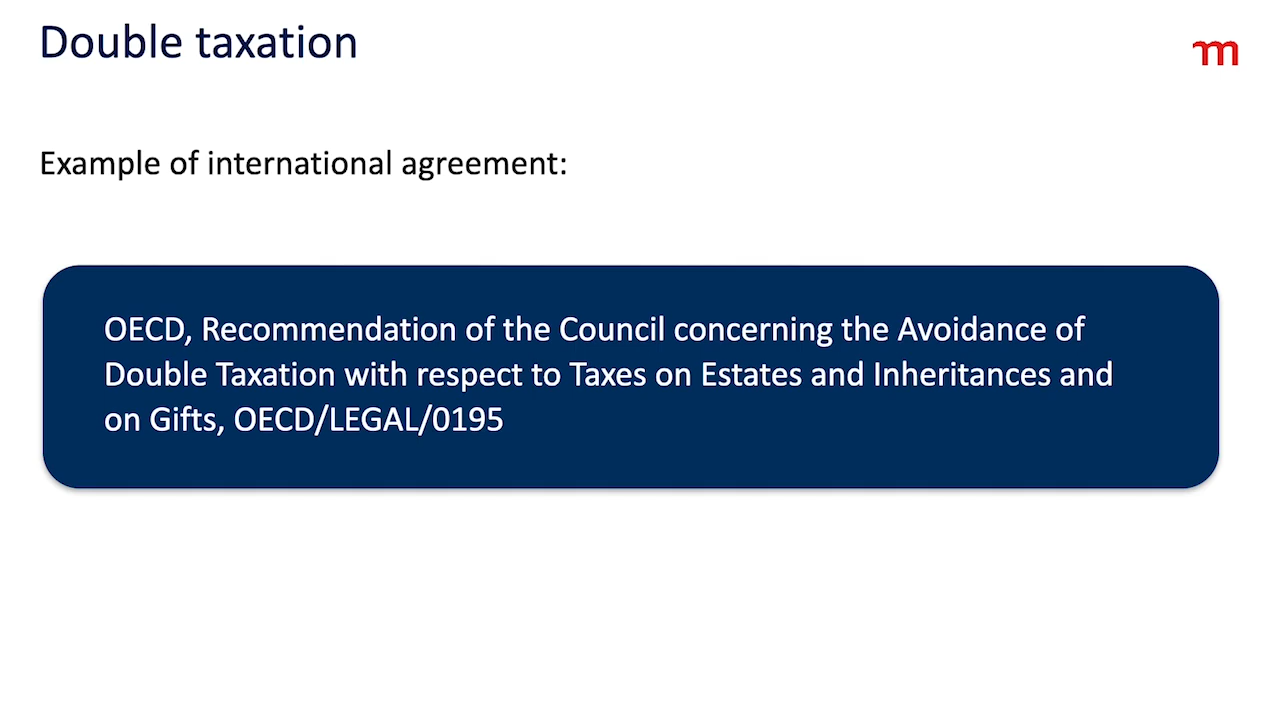 Double taxation
m
Example of international agreement:
OECD, Recommendation of the Council concerning the Avoidance of
Double Taxation with respect to Taxes on Estates and Inheritances and
on Gifts, OECD/LEGAL/0195